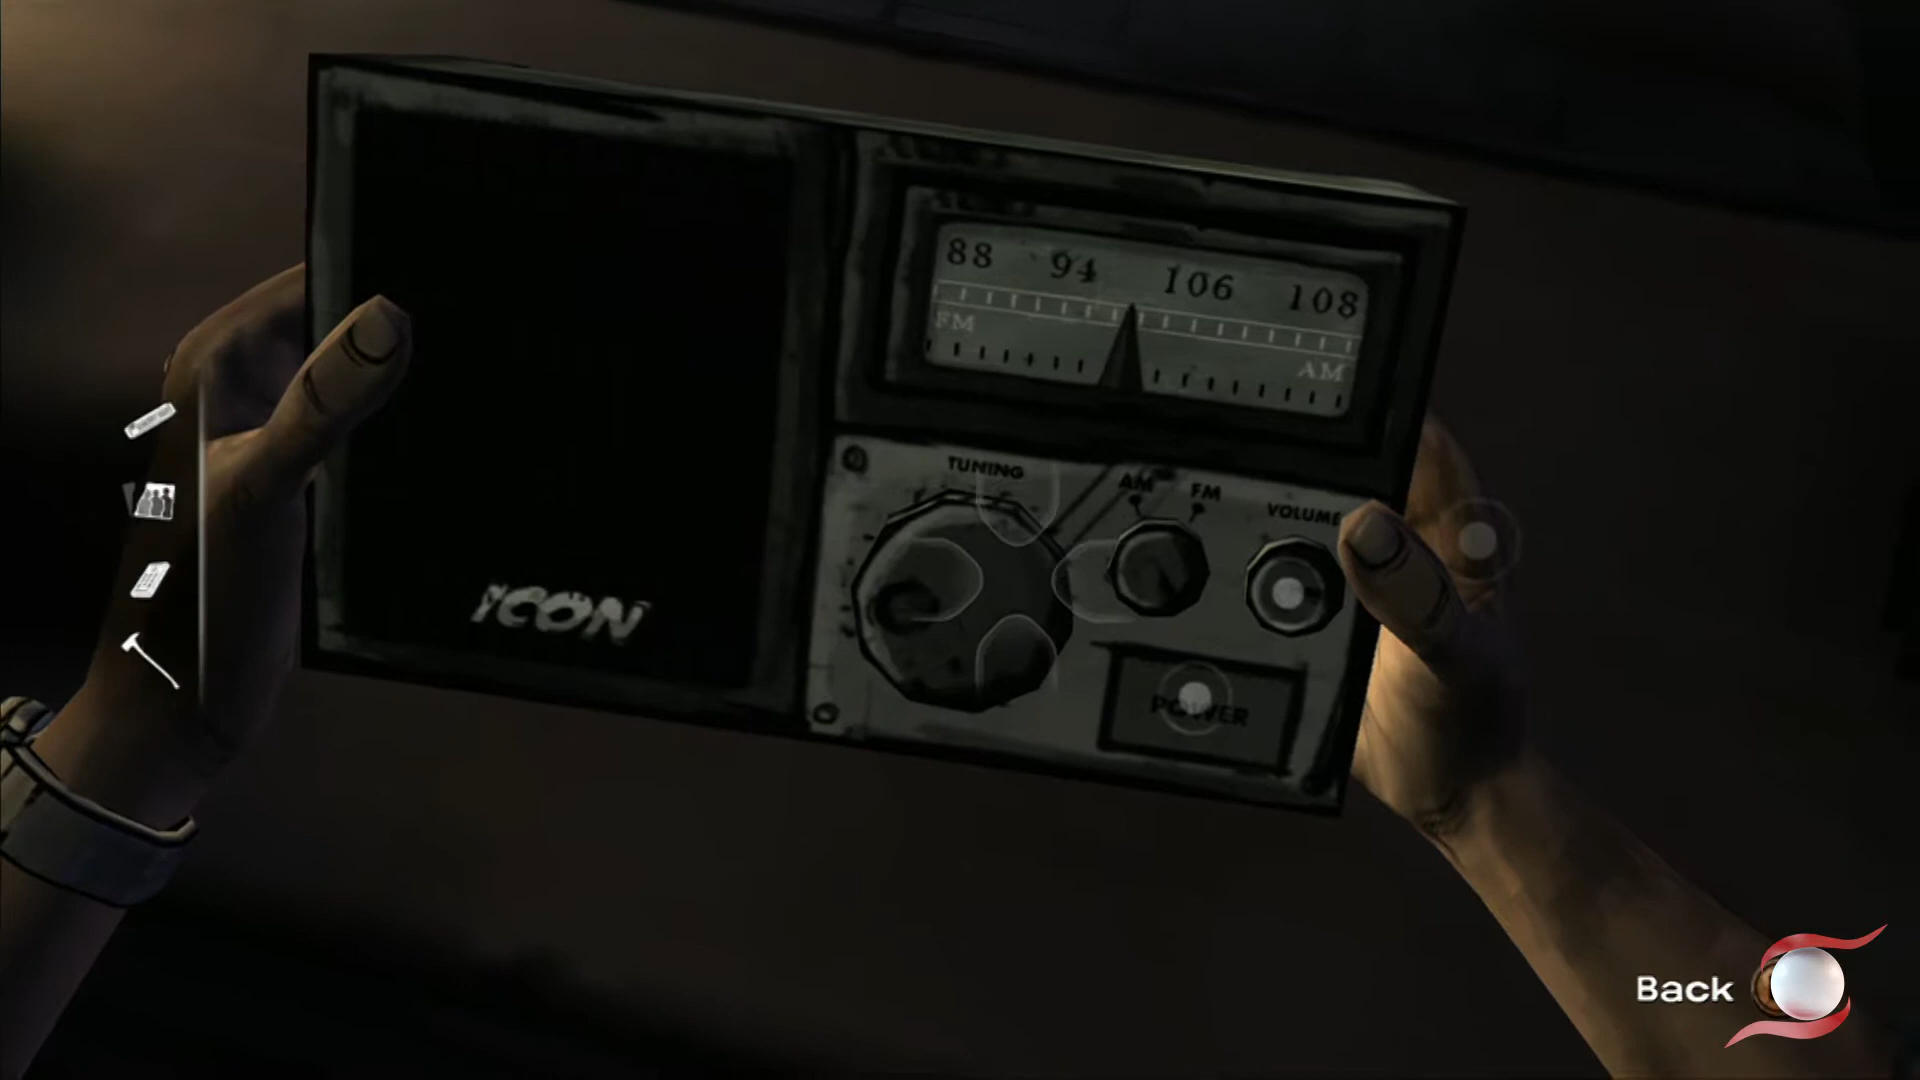 88 94 106 108
FM
AM
TUNING
AM FM
VOLUME
ICON
POWER
Back